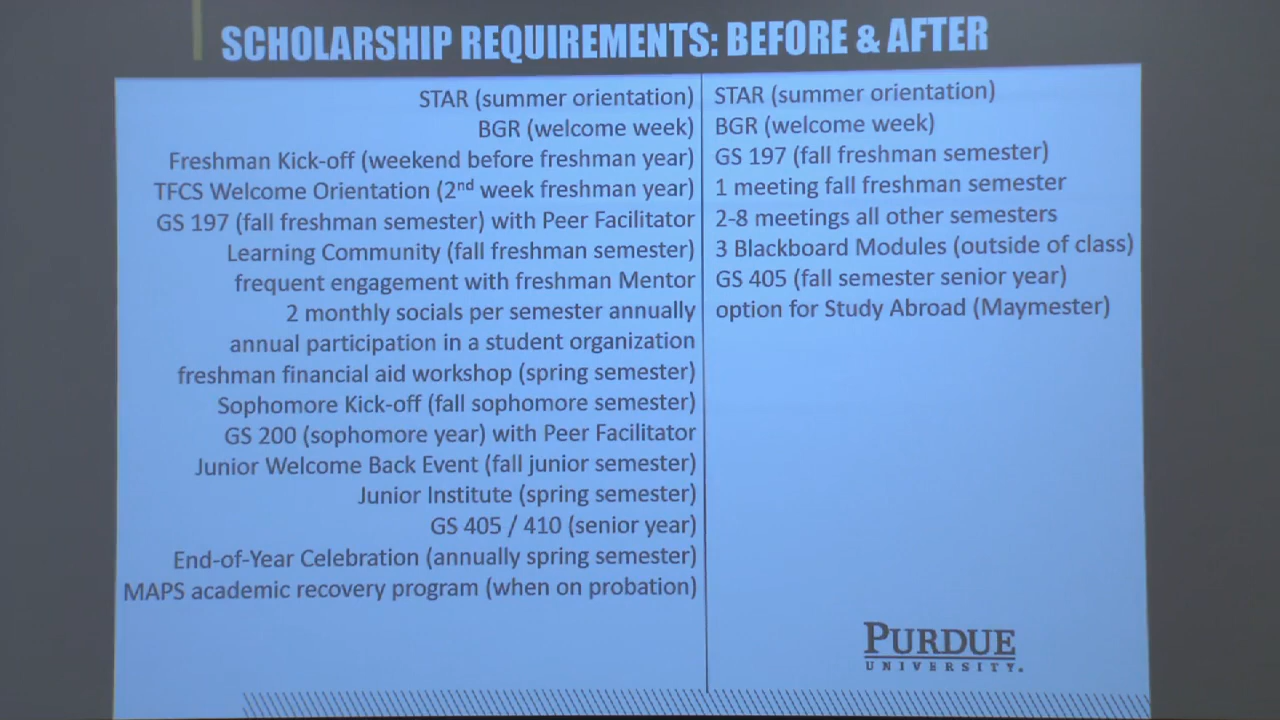 SCHOLARSHIP REQUIREMENTS: BEFORE & AFTER
STAR (summer orientation)
BGR (welcome week)
Freshman Kick-off (weekend before freshman year)
TFCS Welcome Orientation (2nd week freshman year)
GS 197 (fall freshman semester) with Peer Facilitator
Learning Community (fall freshman semester)
frequent engagement with freshman Mentor
2 monthly socials per semester annually
annual participation in a student organization
freshman financial aid workshop (spring semester)
Sophomore Kick-off (fall sophomore semester)
GS 200 (sophomore year) with Peer Facilitator
Junior Welcome Back Event (fall junior semester)
Junior Institute (spring semester)
GS 405 / 410 (senior year)
End-of-Year Celebration (annually spring semester)
MAPS academic recovery program (when on probation)
STAR (summer orientation)
BGR (welcome week)
GS 197 (fall freshman semester)
1 meeting fall freshman semester
2-8 meetings all other semesters
3 Blackboard Modules (outside of class)
GS 405 (fall semester senior year)
option for Study Abroad (Maymester)
PURDUE
UNIVERSITY.